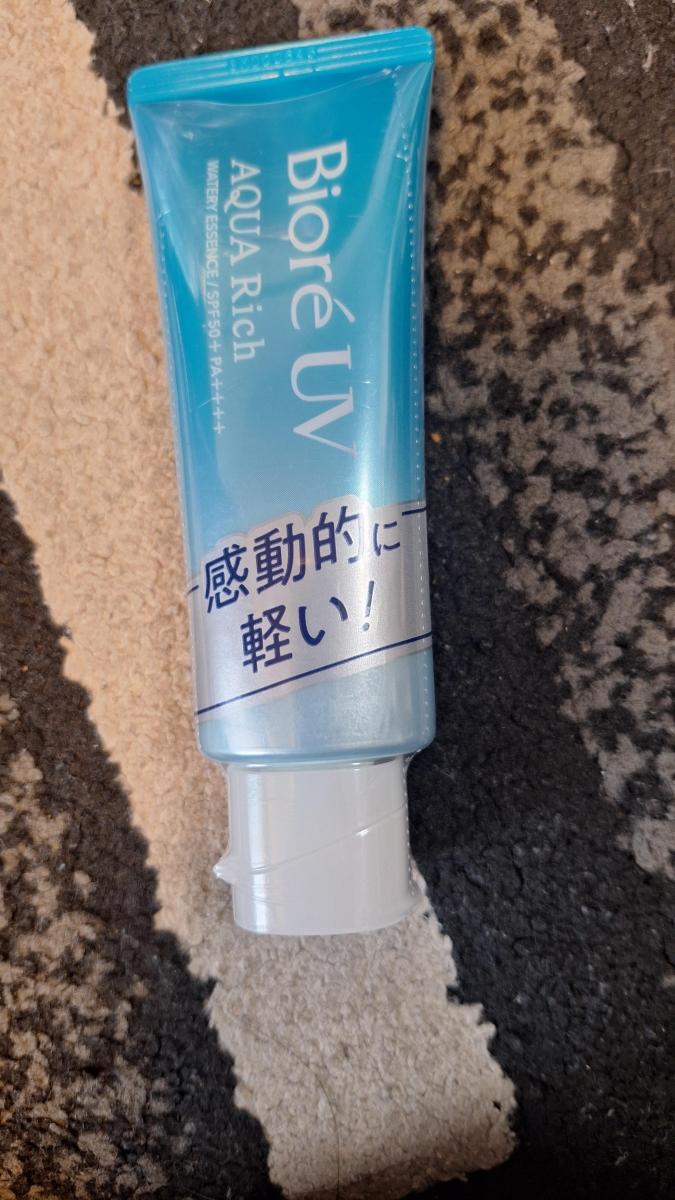 Bioré UV
AQUA Rich
WATERY ESSENCE / SPF50+ PA++++
感動的に
軽い!